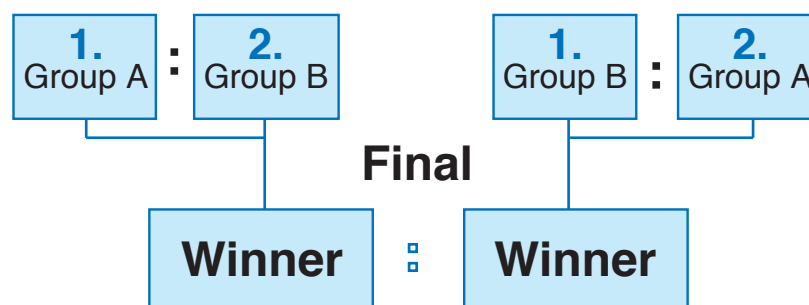 1. : 2. 1. : 2.
Group A Group B Group B Group A
Final
Winner : Winner